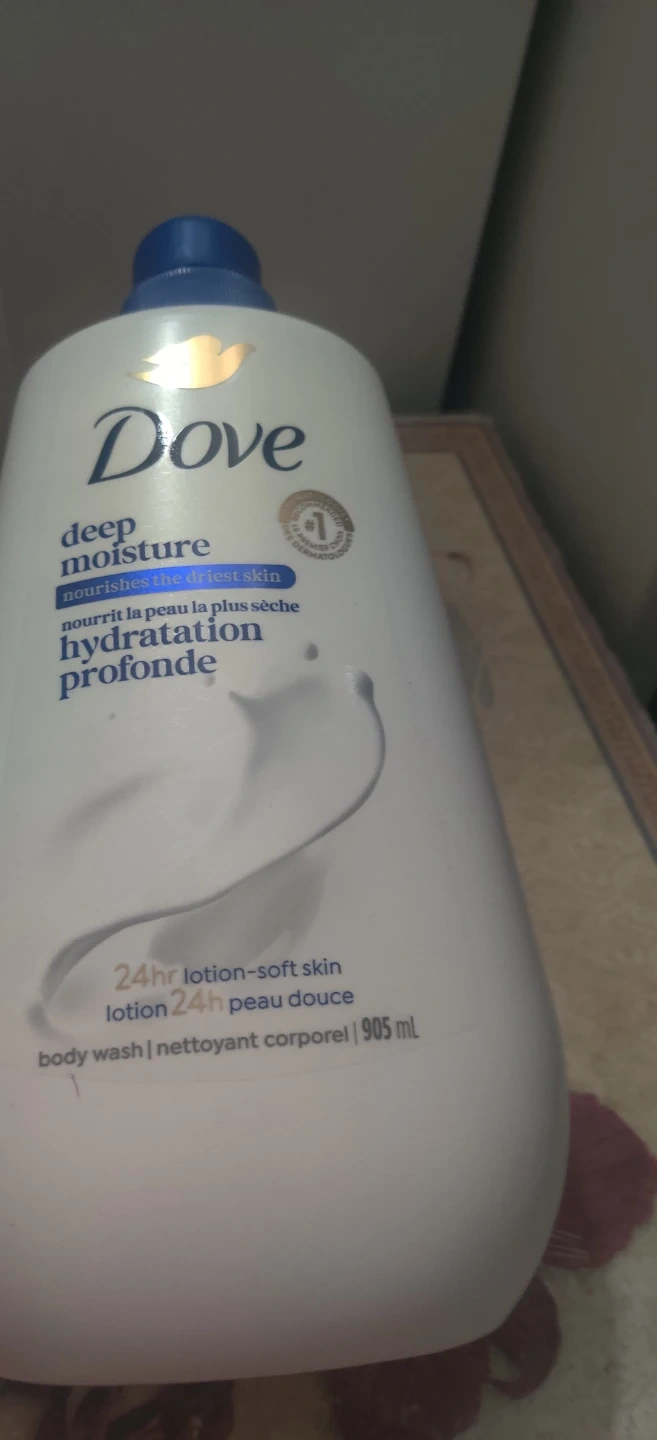 Dove
deep
moisture
#1
nourishes the driest skin
nourrit la peau la plus sèche
hydratation
profonde
24hr lotion-soft skin
lotion 24h peau douce
body wash | nettoyant corporel | 905 mL